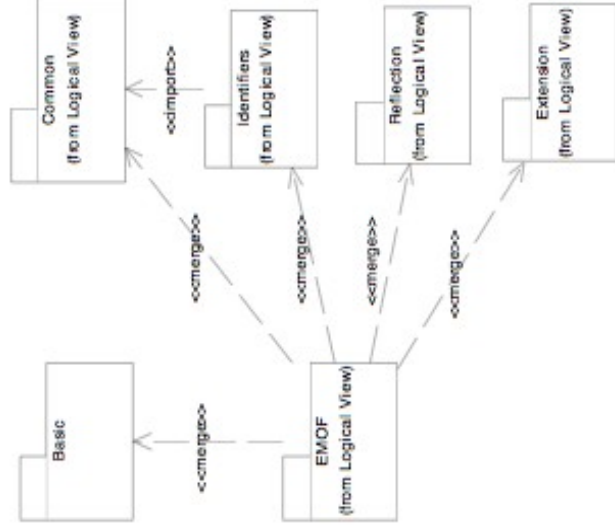 Basic
Common
(from Logical View)
<<merge>>
<<merge>>
<<import>>
EMOF
(from Logical View)
<<merge>>
Identifiers
(from Logical View)
<<merge>>
Reflection
(from Logical View)
<<merge>>
Extension
(from Logical View)